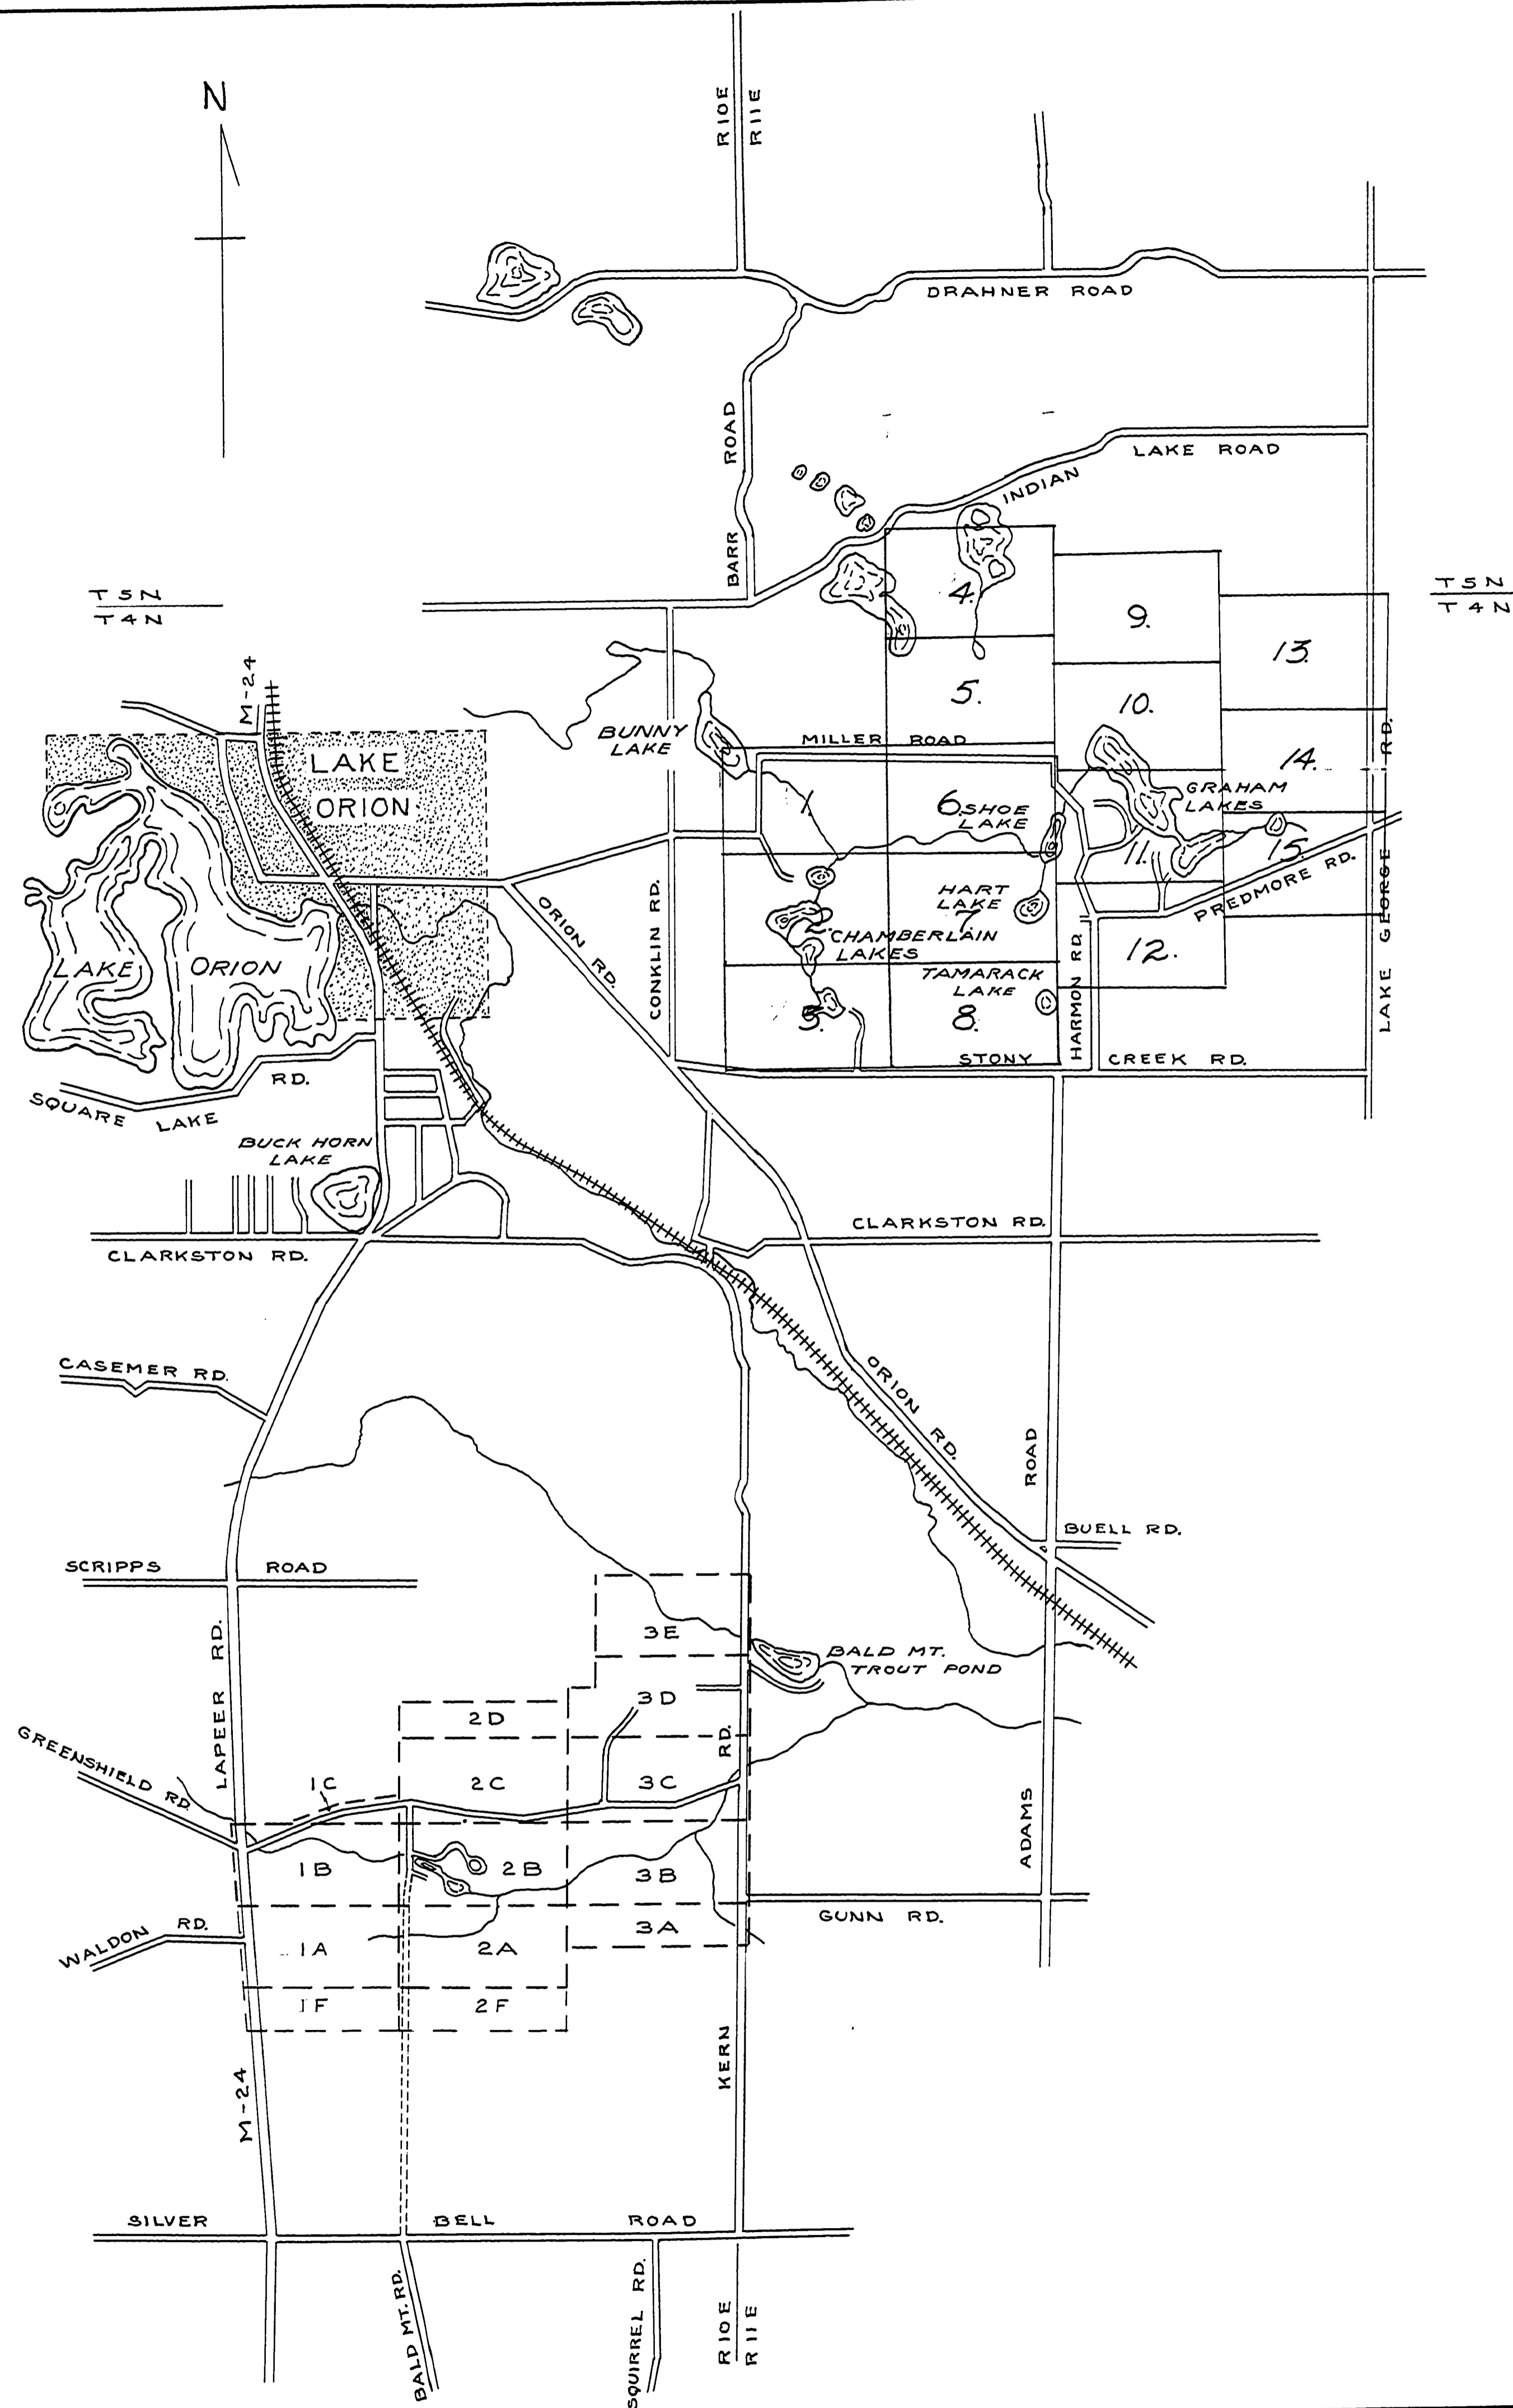 N
R10E
R11E
DRAHNER ROAD
BARR ROAD
LAKE ROAD
INDIAN
T5N
T4N
T5N
T4N
4.
9.
13.
5.
10.
14.
M-24
LAKE
ORION
BUNNY
LAKE
MILLER ROAD
GRAHAM
LAKES
1.
6.
SHOE
LAKE
11.
15.
PREDMORE RD.
LAKE GEORGE RD.
ORION RD.
CONKLIN RD.
HART
LAKE
7.
2.
CHAMBERLAIN
LAKES
12.
LAKE ORION
TAMARACK
LAKE
3.
8.
HARMON RD.
STONY CREEK RD.
SQUARE LAKE RD.
BUCK HORN
LAKE
CLARKSTON RD.
CLARKSTON RD.
CASEMER RD.
ORION RD.
ADAMS ROAD
BUELL RD.
SCRIPPS ROAD
LAPEER RD.
3E
BALD MT.
TROUT POND
3D
2D
GREENSHIELD RD.
1C
2C
3C
1B
2B
3B
GUNN RD.
WALDON RD.
3A
1A
2A
1F
2F
KERN RD.
M-24
SILVER BELL ROAD
BALD MT. RD.
SQUIRREL RD.
R10E
R11E